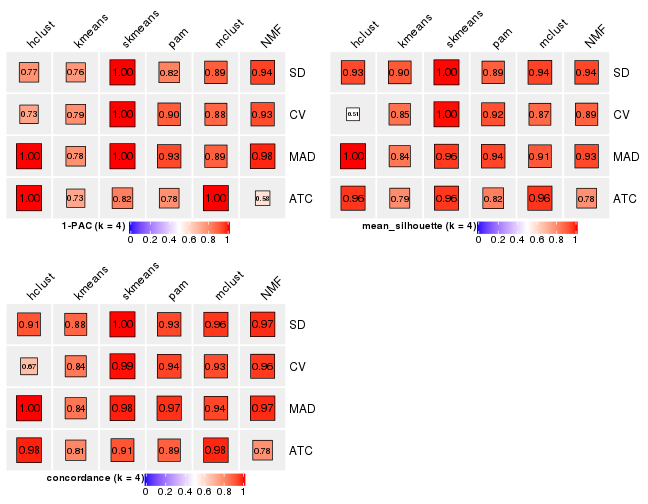 hclust kmeans skmeans pam mclust NMF
0.77 0.76 1.00 0.82 0.89 0.94 SD
0.73 0.79 1.00 0.90 0.88 0.93 CV
1.00 0.78 1.00 0.93 0.89 0.98 MAD
1.00 0.73 0.82 0.78 1.00 0.58 ATC
1-PAC (k = 4)
0 0.2 0.4 0.6 0.8 1
hclust kmeans skmeans pam mclust NMF
0.93 0.90 1.00 0.89 0.94 0.94 SD
0.51 0.85 1.00 0.92 0.87 0.89 CV
1.00 0.84 0.96 0.94 0.91 0.93 MAD
0.96 0.79 0.96 0.82 0.96 0.78 ATC
mean_silhouette (k = 4)
0 0.2 0.4 0.6 0.8 1
hclust kmeans skmeans pam mclust NMF
0.91 0.88 1.00 0.93 0.96 0.97 SD
0.67 0.84 0.99 0.94 0.93 0.96 CV
1.00 0.84 0.98 0.97 0.94 0.97 MAD
0.98 0.81 0.91 0.89 0.98 0.78 ATC
concordance (k = 4)
0 0.2 0.4 0.6 0.8 1